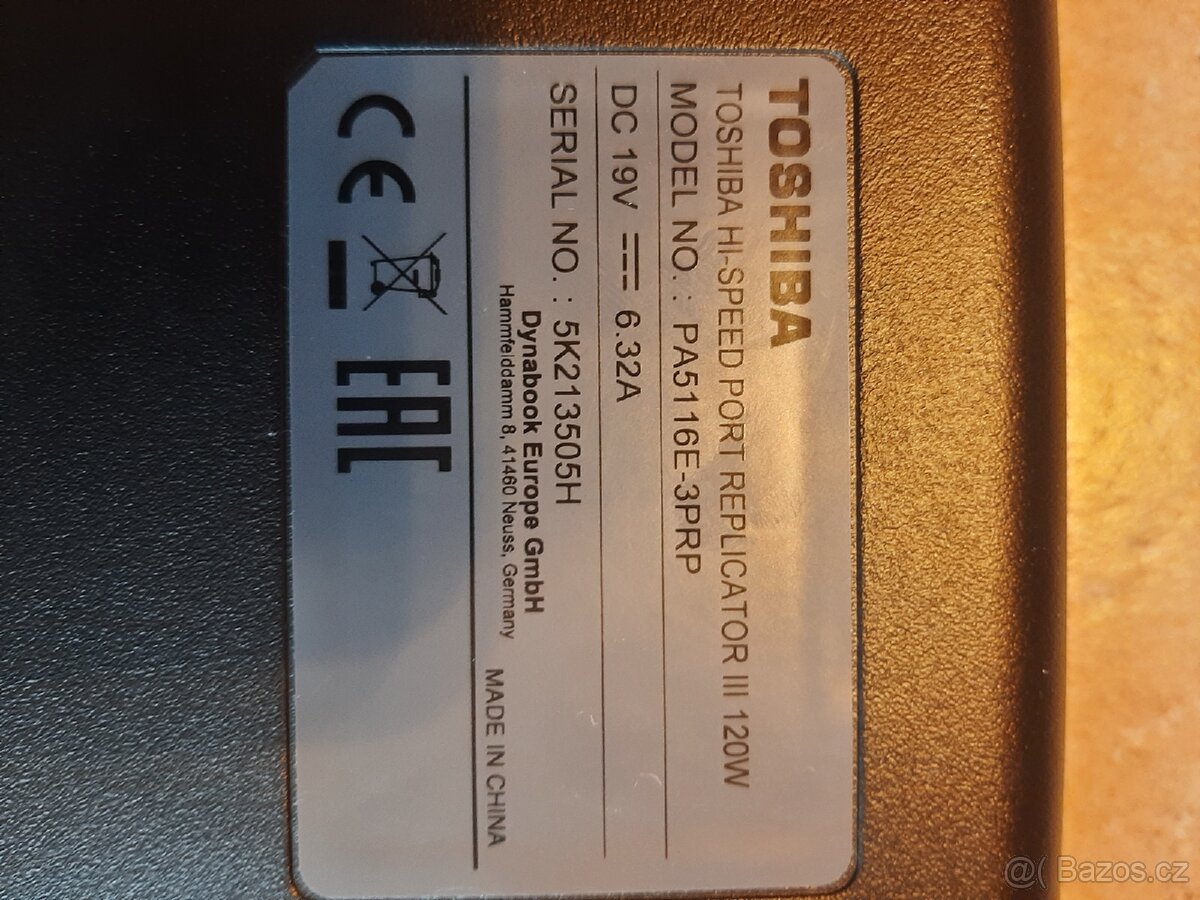 TOSHIBA
TOSHIBA HI-SPEED PORT REPLICATOR III 120W
MODEL NO. : PA5116E-3PRP
DC 19V ⎓ 6.32A
SERIAL NO. : 5K213505H
Dynabook Europe GmbH
Hammfelddamm 8, 41460 Neuss, Germany
MADE IN CHINA
CE
EAC
@( Bazos.cz